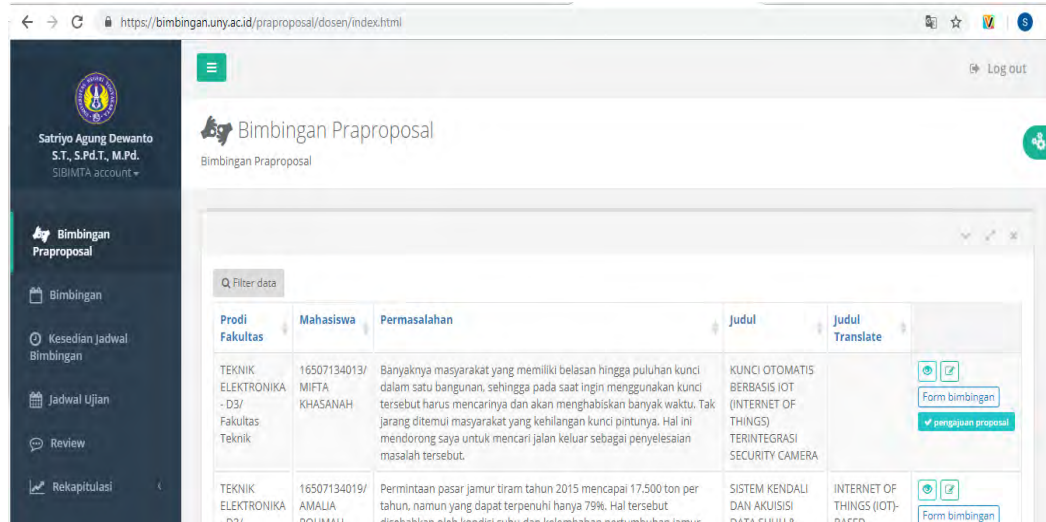 https://bimbingan.uny.ac.id/praproposal/dosen/index.html
S
Log out
Satriyo Agung Dewanto
S.T., S.Pd.T., M.Pd.
SIBIMTA account
Bimbingan Praproposal
Bimbingan Praproposal
Bimbingan
Praproposal
Bimbingan
Kesedian Jadwal
Bimbingan
Jadwal Ujian
Review
Rekapitulasi
Filter data
Prodi
Fakultas
Mahasiswa
Permasalahan
Judul
Judul
Translate
TEKNIK
ELEKTRONIKA
- D3/
Fakultas
Teknik
16507134013/
MIFTA
KHASANAH
Banyaknya masyarakat yang memiliki belasan hingga puluhan kunci
dalam satu bangunan, sehingga pada saat ingin menggunakan kunci
tersebut harus mencarinya dan akan menghabiskan banyak waktu. Tak
jarang ditemui masyarakat yang kehilangan kunci pintunya. Hal ini
mendorong saya untuk mencari jalan keluar sebagai penyelesaian
masalah tersebut.
KUNCI OTOMATIS
BERBASIS IOT
(INTERNET OF
THINGS)
TERINTEGRASI
SECURITY CAMERA
Form bimbingan
pengajuan proposal
TEKNIK
ELEKTRONIKA
16507134019/
AMALIA
Permintaan pasar jamur tiram tahun 2015 mencapai 17.500 ton per
tahun, namun yang dapat terpenuhi hanya 79%. Hal tersebut
SISTEM KENDALI
DAN AKUISISI
INTERNET OF
THINGS (IOT)-
Form bimbingan